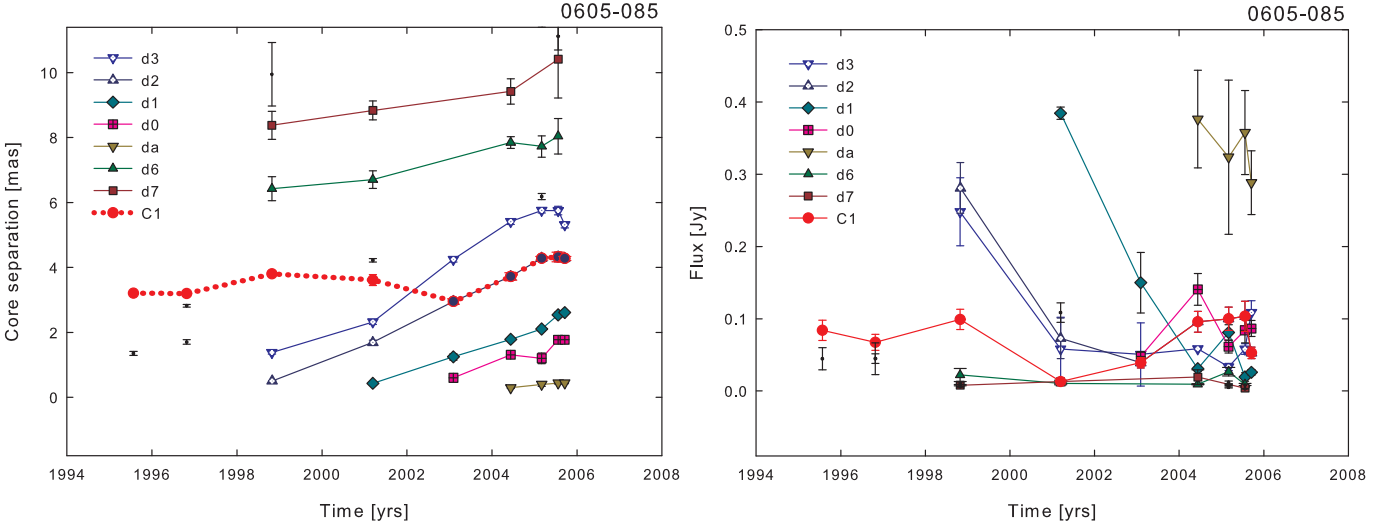 0605-085
Core separation [mas]
10
8
6
4
2
0
d3
d2
d1
d0
da
d6
d7
C1
1994 1996 1998 2000 2002 2004 2006 2008
Time [yrs]
0605-085
Flux [Jy]
0.5
0.4
0.3
0.2
0.1
0.0
d3
d2
d1
d0
da
d6
d7
C1
1994 1996 1998 2000 2002 2004 2006 2008
Time [yrs]